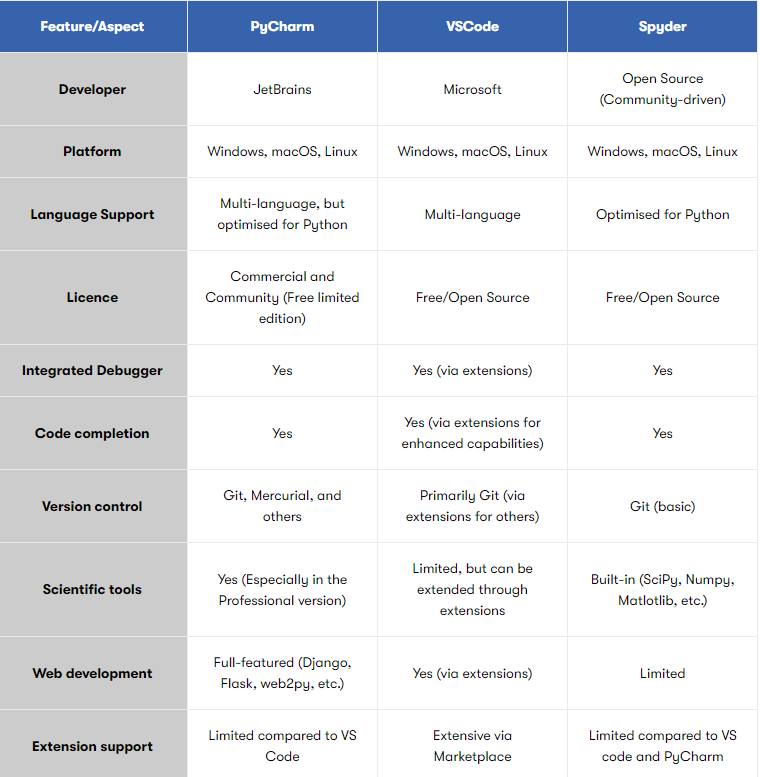 Feature/Aspect PyCharm VSCode Spyder
Developer JetBrains Microsoft Open Source
(Community-driven)
Platform Windows, macOS, Linux Windows, macOS, Linux Windows, macOS, Linux
Language Support Multi-language, but
optimised for Python Multi-language Optimised for Python
Licence Commercial and
Community (Free limited
edition) Free/Open Source Free/Open Source
Integrated Debugger Yes Yes (via extensions) Yes
Code completion Yes Yes (via extensions for
enhanced capabilities) Yes
Version control Git, Mercurial, and
others Primarily Git (via
extensions for others) Git (basic)
Scientific tools Yes (Especially in the
Professional version) Limited, but can be
extended through
extensions Built-in (SciPy, Numpy,
Matlotlib, etc.)
Web development Full-featured (Django,
Flask, web2py, etc.) Yes (via extensions) Limited
Extension support Limited compared to VS
Code Extensive via
Marketplace Limited compared to VS
code and PyCharm